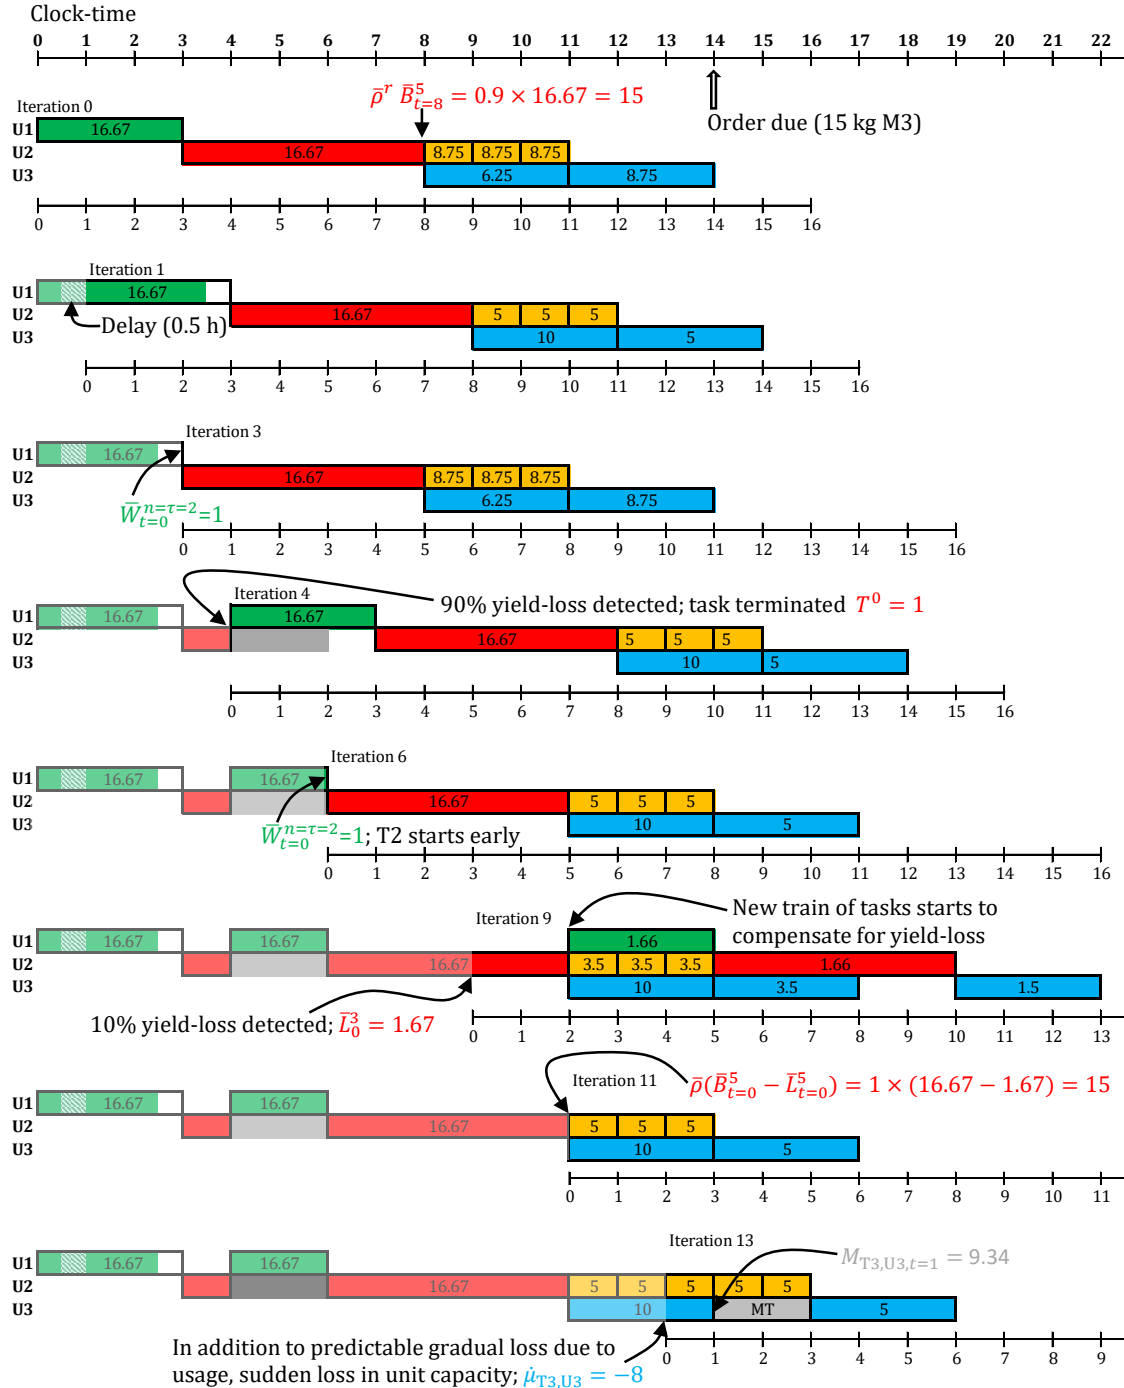 Clock-time
0 1 2 3 4 5 6 7 8 9 10 11 12 13 14 15 16 17 18 19 20 21 22
ρ̄ʳ B̄⁵ₜ₌₈ = 0.9 × 16.67 = 15
Order due (15 kg M3)
Iteration 0
U1 16.67
U2 16.67 8.75 8.75 8.75
U3 6.25 8.75
0 1 2 3 4 5 6 7 8 9 10 11 12 13 14 15 16
Iteration 1
U1 16.67
U2 16.67 5 5 5
Delay (0.5 h)
U3 10 5
0 1 2 3 4 5 6 7 8 9 10 11 12 13 14 15 16
Iteration 3
U1 16.67
U2 16.67 8.75 8.75 8.75
U3 6.25 8.75
W̄ⁿ⁼τ⁼²ₜ₌₀=1
0 1 2 3 4 5 6 7 8 9 10 11 12 13 14 15 16
Iteration 4
90% yield-loss detected; task terminated T⁰ = 1
U1 16.67 16.67
U2 16.67 5 5 5
U3 10 5
0 1 2 3 4 5 6 7 8 9 10 11 12 13 14 15 16
Iteration 6
U1 16.67 16.67
U2 16.67 5 5 5
U3 10 5
W̄ⁿ⁼τ⁼²ₜ₌₀=1; T2 starts early
0 1 2 3 4 5 6 7 8 9 10 11 12 13 14 15 16
Iteration 9
New train of tasks starts to
compensate for yield-loss
U1 16.67 16.67 1.66
U2 16.67 3.5 3.5 3.5 1.66
U3 10 3.5 1.5
10% yield-loss detected; L̄³₀ = 1.67
0 1 2 3 4 5 6 7 8 9 10 11 12 13
Iteration 11
ρ̄(B̄⁵ₜ₌₀ − L̄⁵ₜ₌₀) = 1 × (16.67 − 1.67) = 15
U1 16.67 16.67
U2 16.67 5 5 5
U3 10 5
0 1 2 3 4 5 6 7 8 9 10 11
Iteration 13
M_T3,U3,t=1 = 9.34
U1 16.67 16.67
U2 16.67 5 5 5 5 5
U3 10 MT 5
0 1 2 3 4 5 6 7 8 9
In addition to predictable gradual loss due to
usage, sudden loss in unit capacity; μ̇_T3,U3 = −8